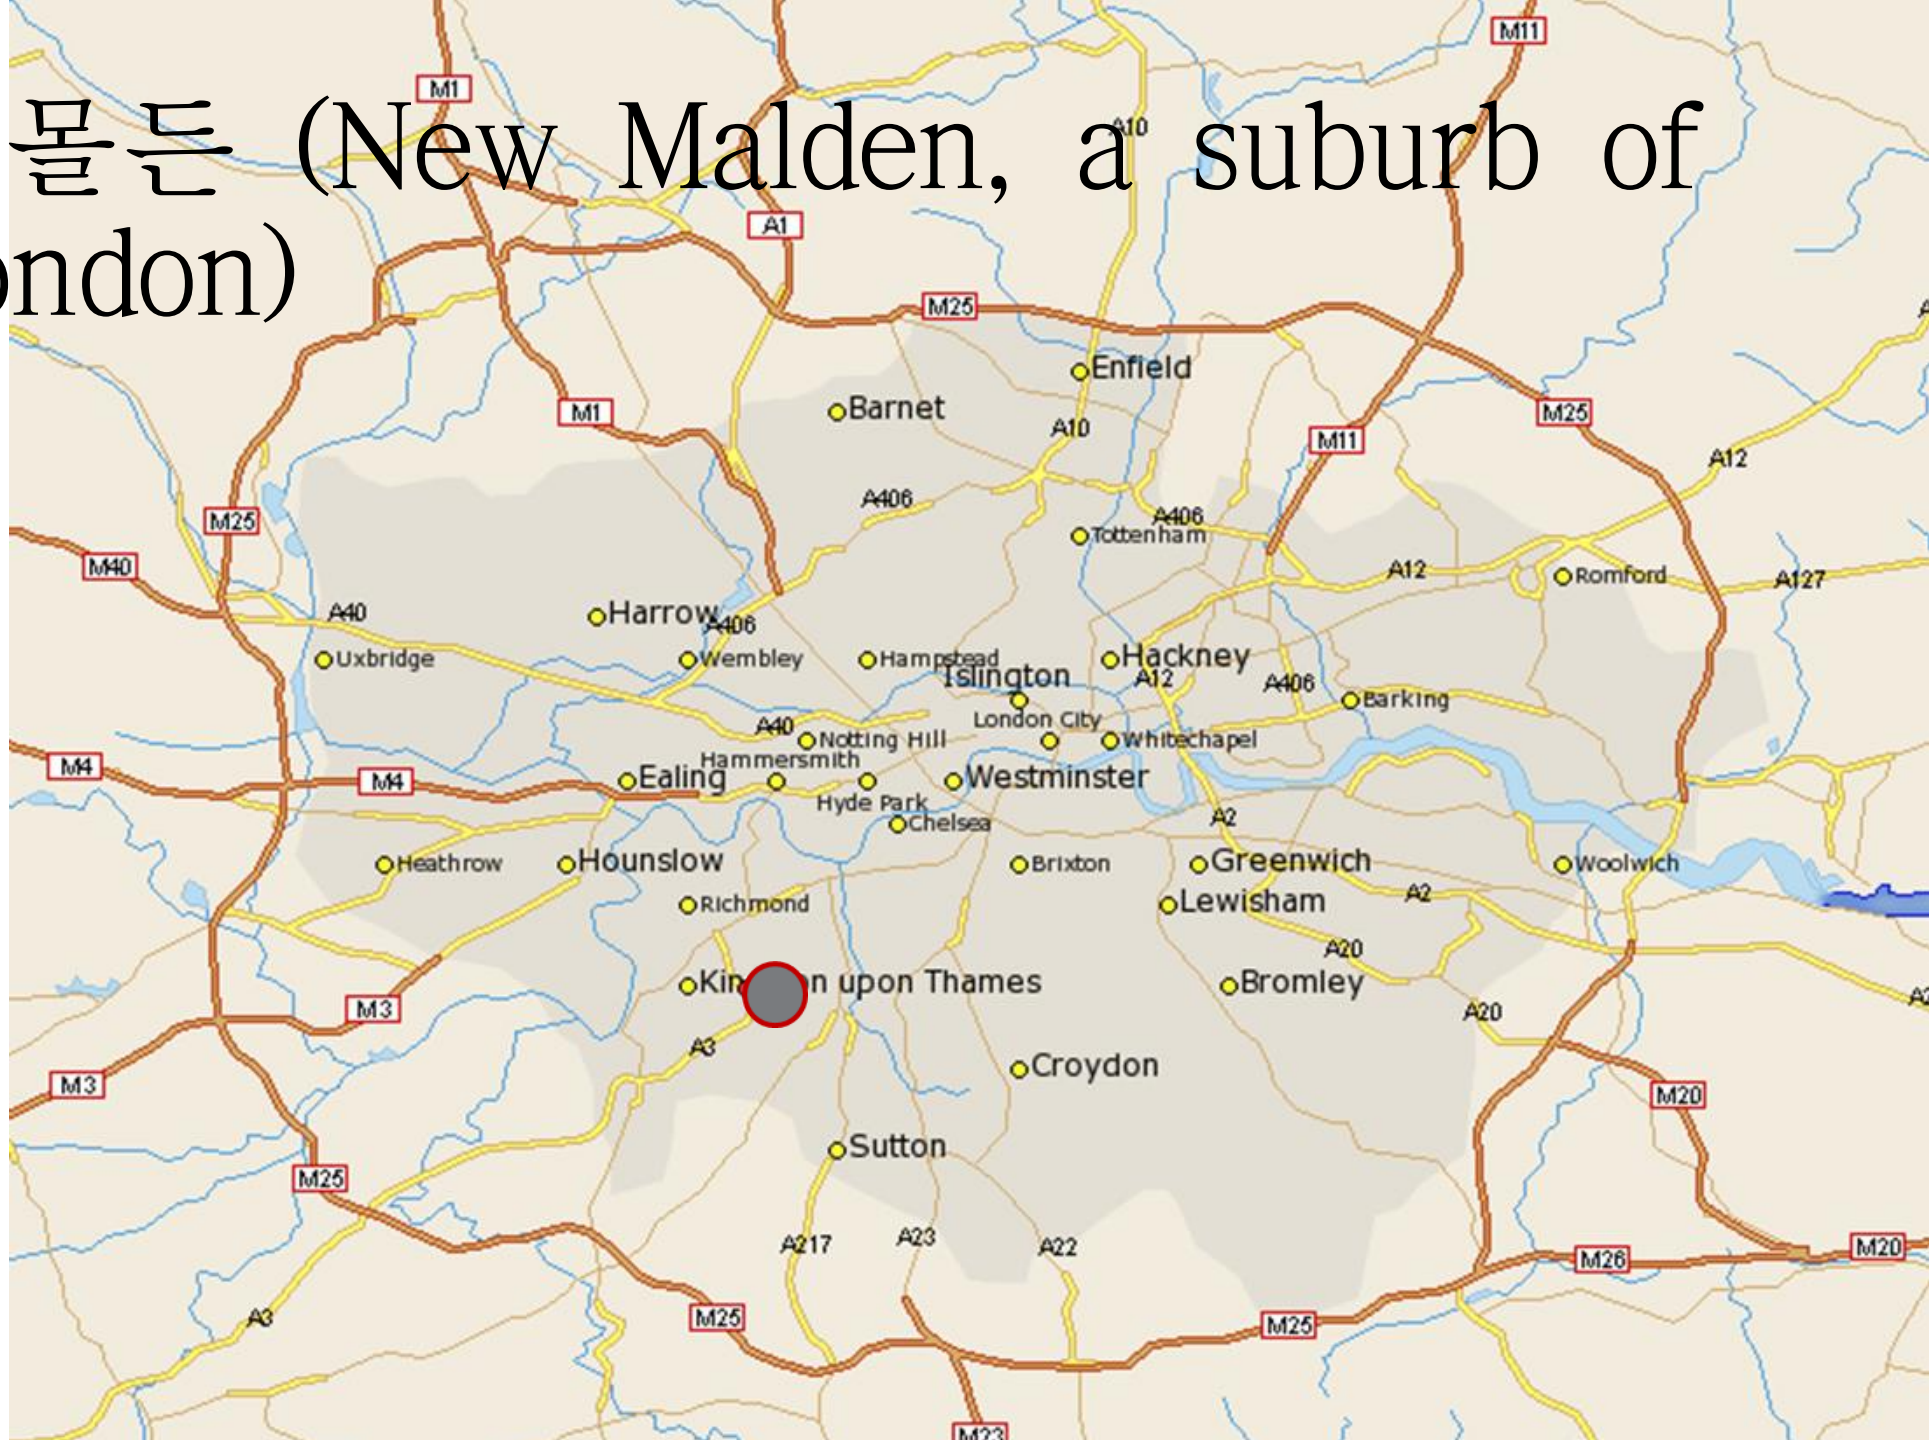 몰든 (New Malden, a suburb of
ondon)
M11
M1
A10
A1
M25
Enfield
Barnet
M1
A10
M11
M25
A12
A406
M25
A406
Tottenham
M40
A12
Romford
A127
A40
Harrow
A406
Uxbridge
Wembley
Hampstead
Hackney
Islington
A12
A406
Barking
London City
A40
Notting Hill
Whitechapel
Hammersmith
M4
M4
Ealing
Westminster
Hyde Park
Chelsea
A2
Heathrow
Hounslow
Brixton
Greenwich
Woolwich
Richmond
Lewisham
A2
A20
Kin n upon Thames
Bromley
M3
A20
A3
Croydon
M3
M20
Sutton
M25
A217
A23
A22
M26
M20
A3
M25
M25
M23